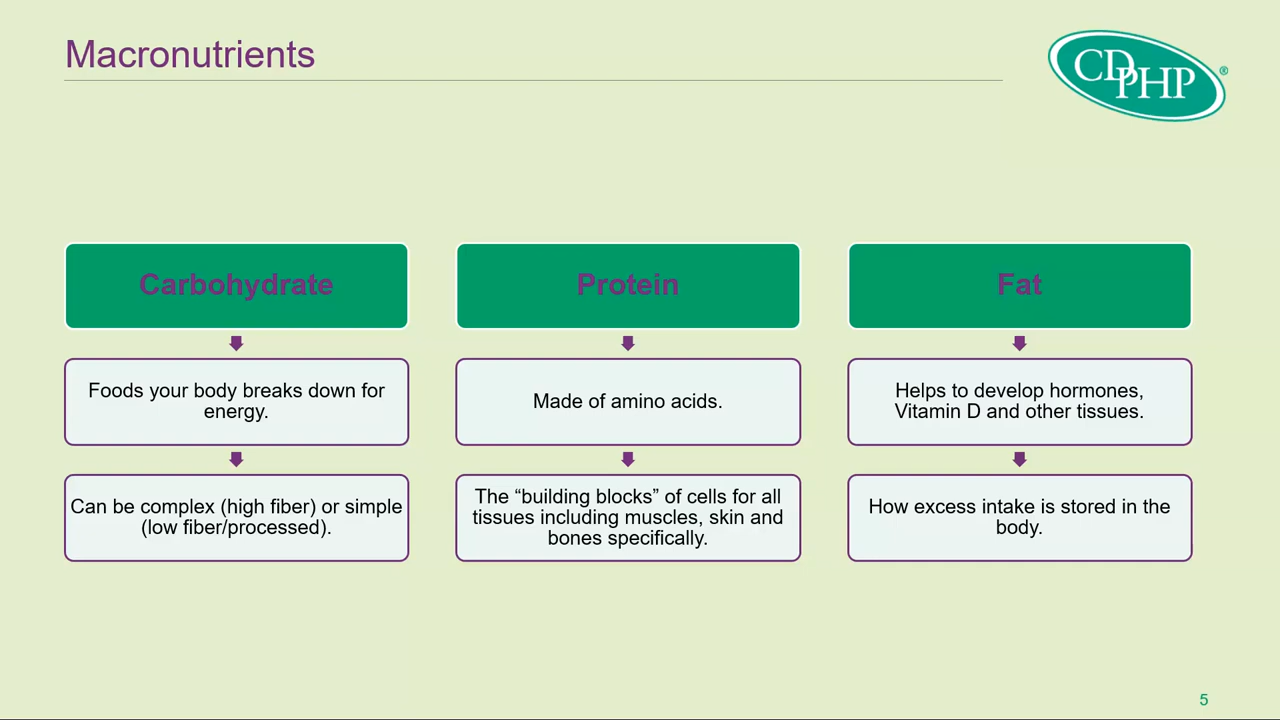 Macronutrients
CDPHP®
Carbohydrate
Foods your body breaks down for
energy.
Can be complex (high fiber) or simple
(low fiber/processed).
Protein
Made of amino acids.
The “building blocks” of cells for all
tissues including muscles, skin and
bones specifically.
Fat
Helps to develop hormones,
Vitamin D and other tissues.
How excess intake is stored in the
body.
5